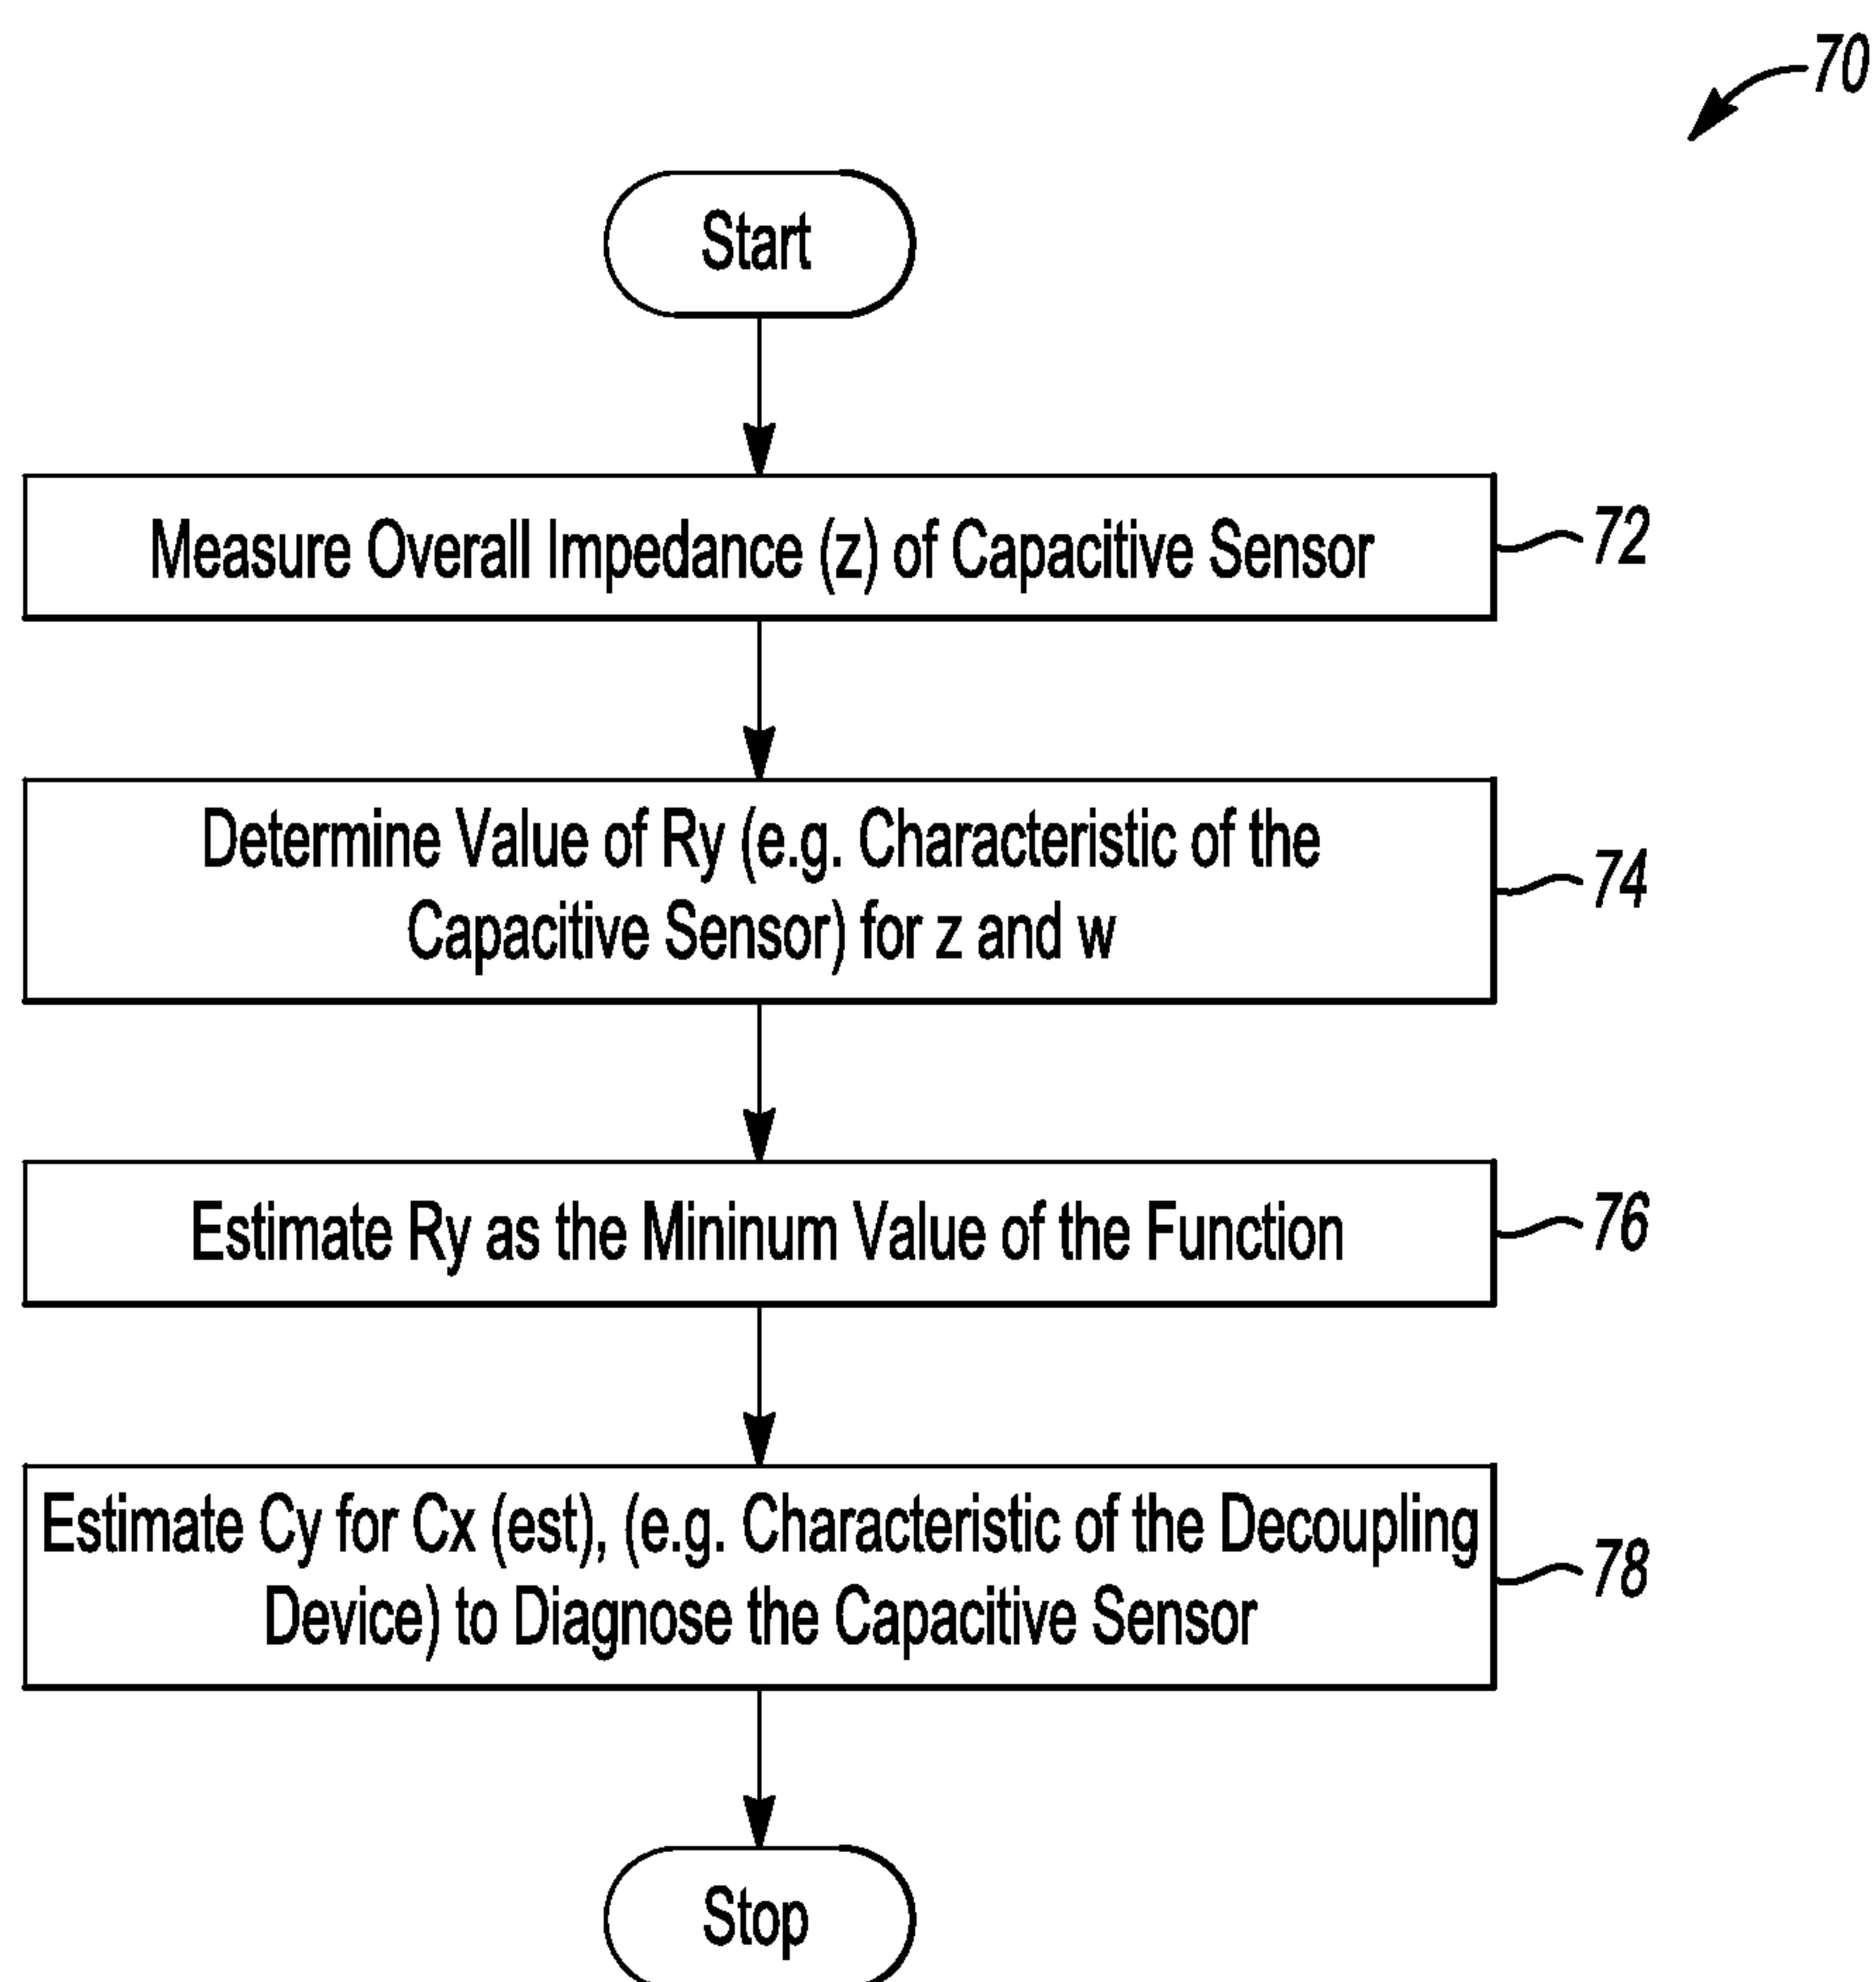 70
Start
Measure Overall Impedance (z) of Capacitive Sensor
72
Determine Value of Ry (e.g. Characteristic of the
Capacitive Sensor) for z and w
74
Estimate Ry as the Mininum Value of the Function
76
Estimate Cy for Cx (est), (e.g. Characteristic of the Decoupling
Device) to Diagnose the Capacitive Sensor
78
Stop